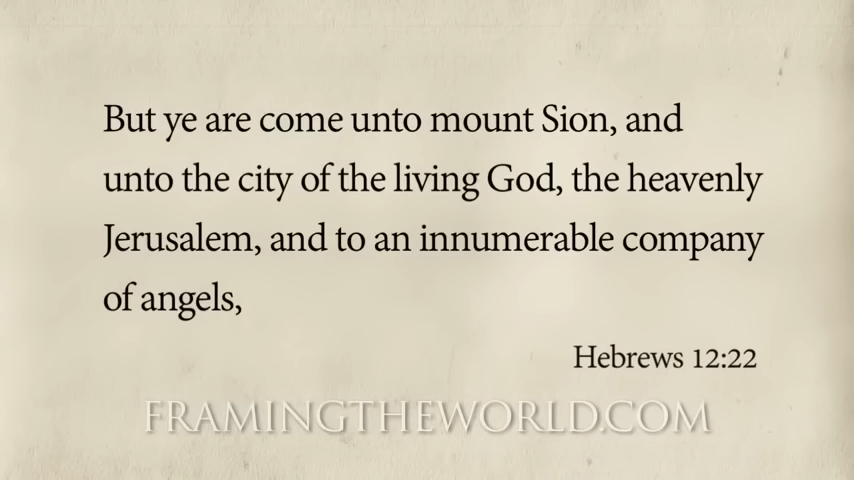 But ye are come unto mount Sion, and
unto the city of the living God, the heavenly
Jerusalem, and to an innumerable company
of angels,
Hebrews 12:22
FRAMINGTHEWORLD.COM